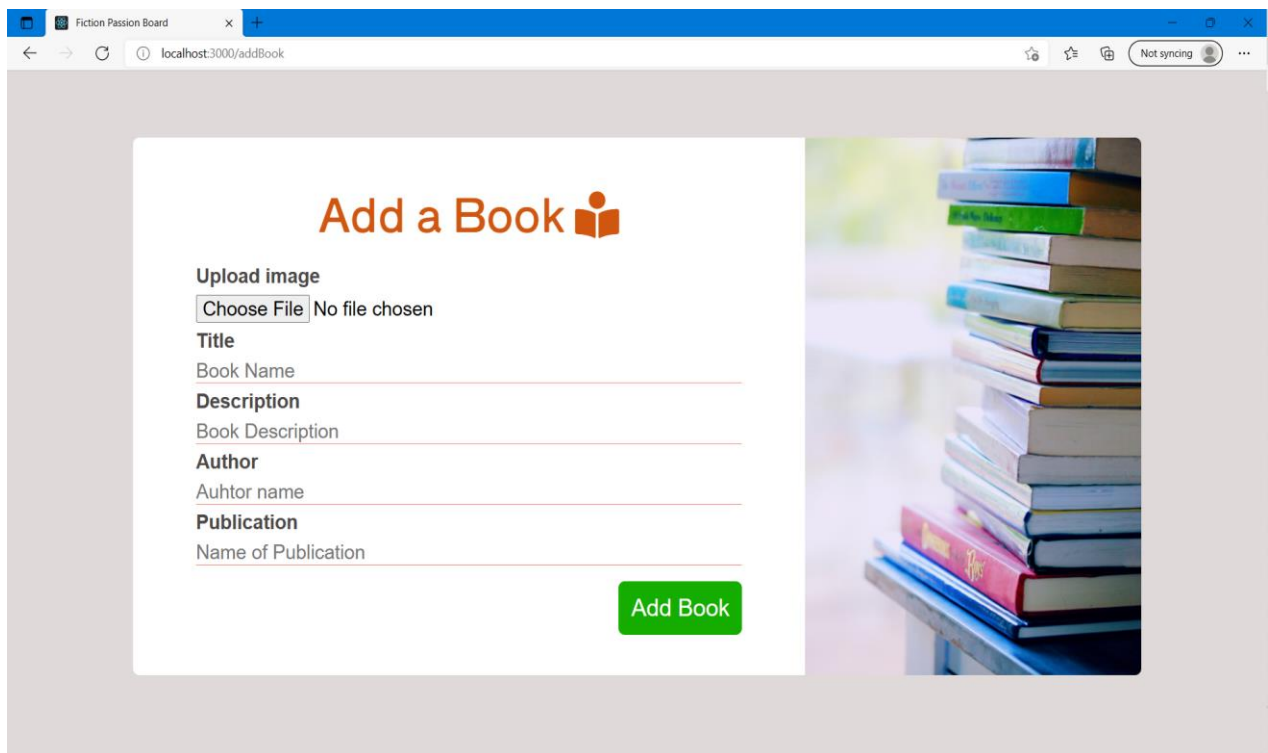 Fiction Passion Board
localhost:3000/addBook
Not syncing
Add a Book
Upload image
Choose File No file chosen
Title
Book Name
Description
Book Description
Author
Auhtor name
Publication
Name of Publication
Add Book